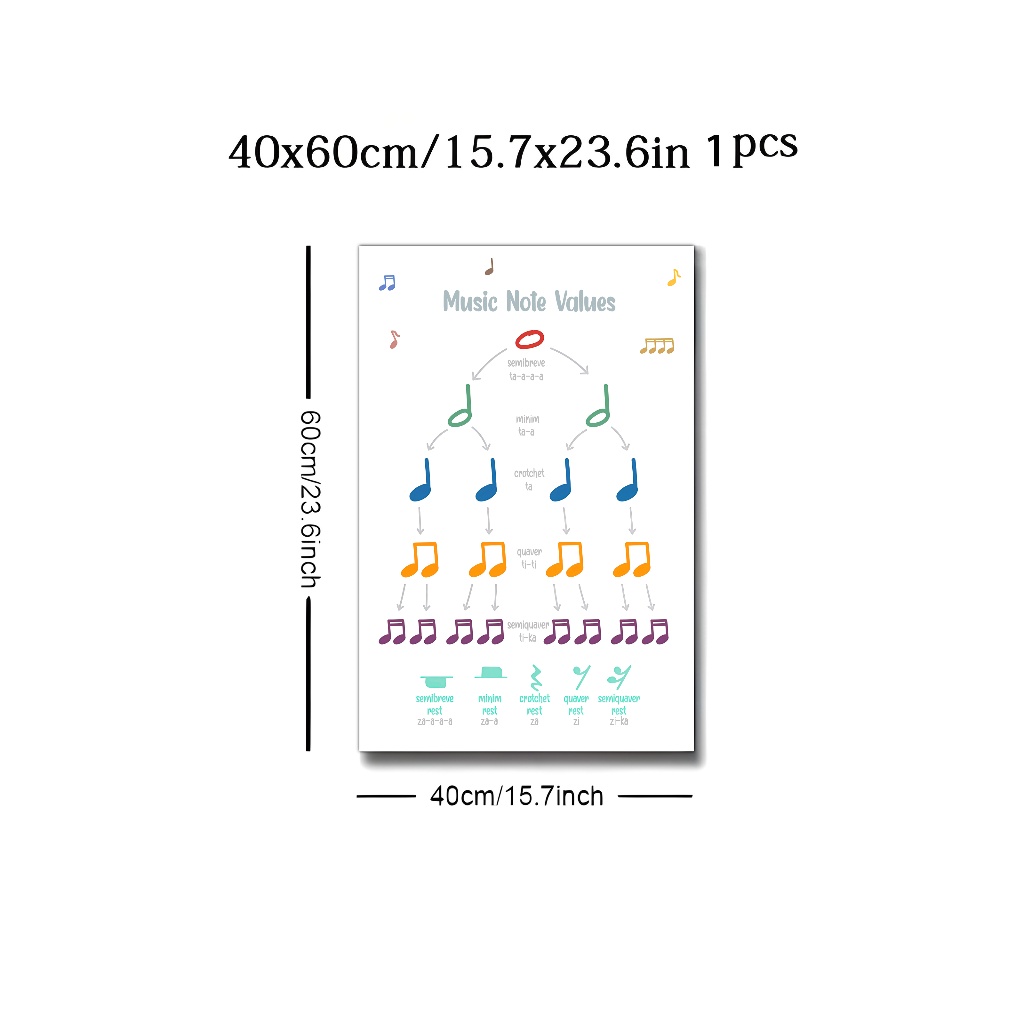 40x60cm/15.7x23.6in 1pcs
60cm/23.6inch
Music Note Values
semibreve
ta-a-a-a
minim
ta-a
crotchet
ta
quaver
ti-ti
semiquaver
ti-ka
semibreve rest za-a-a-a
minim rest za-a
crotchet rest za
quaver rest zi
semiquaver rest zi-ka
40cm/15.7inch